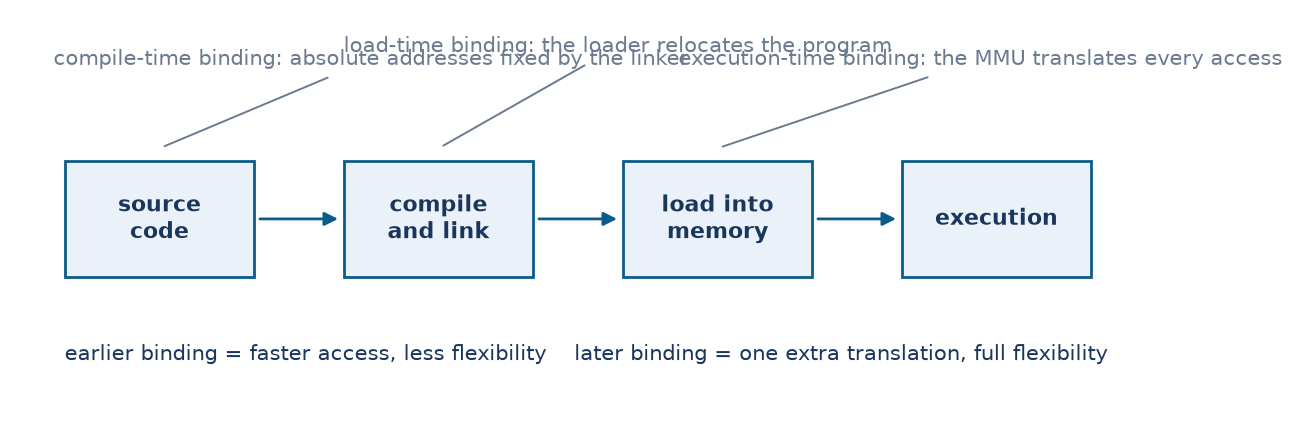 load-time binding: the loader relocates the program
compile-time binding: absolute addresses fixed by the linker
execution-time binding: the MMU translates every access
source
code
compile
and link
load into
memory
execution
earlier binding = faster access, less flexibility
later binding = one extra translation, full flexibility